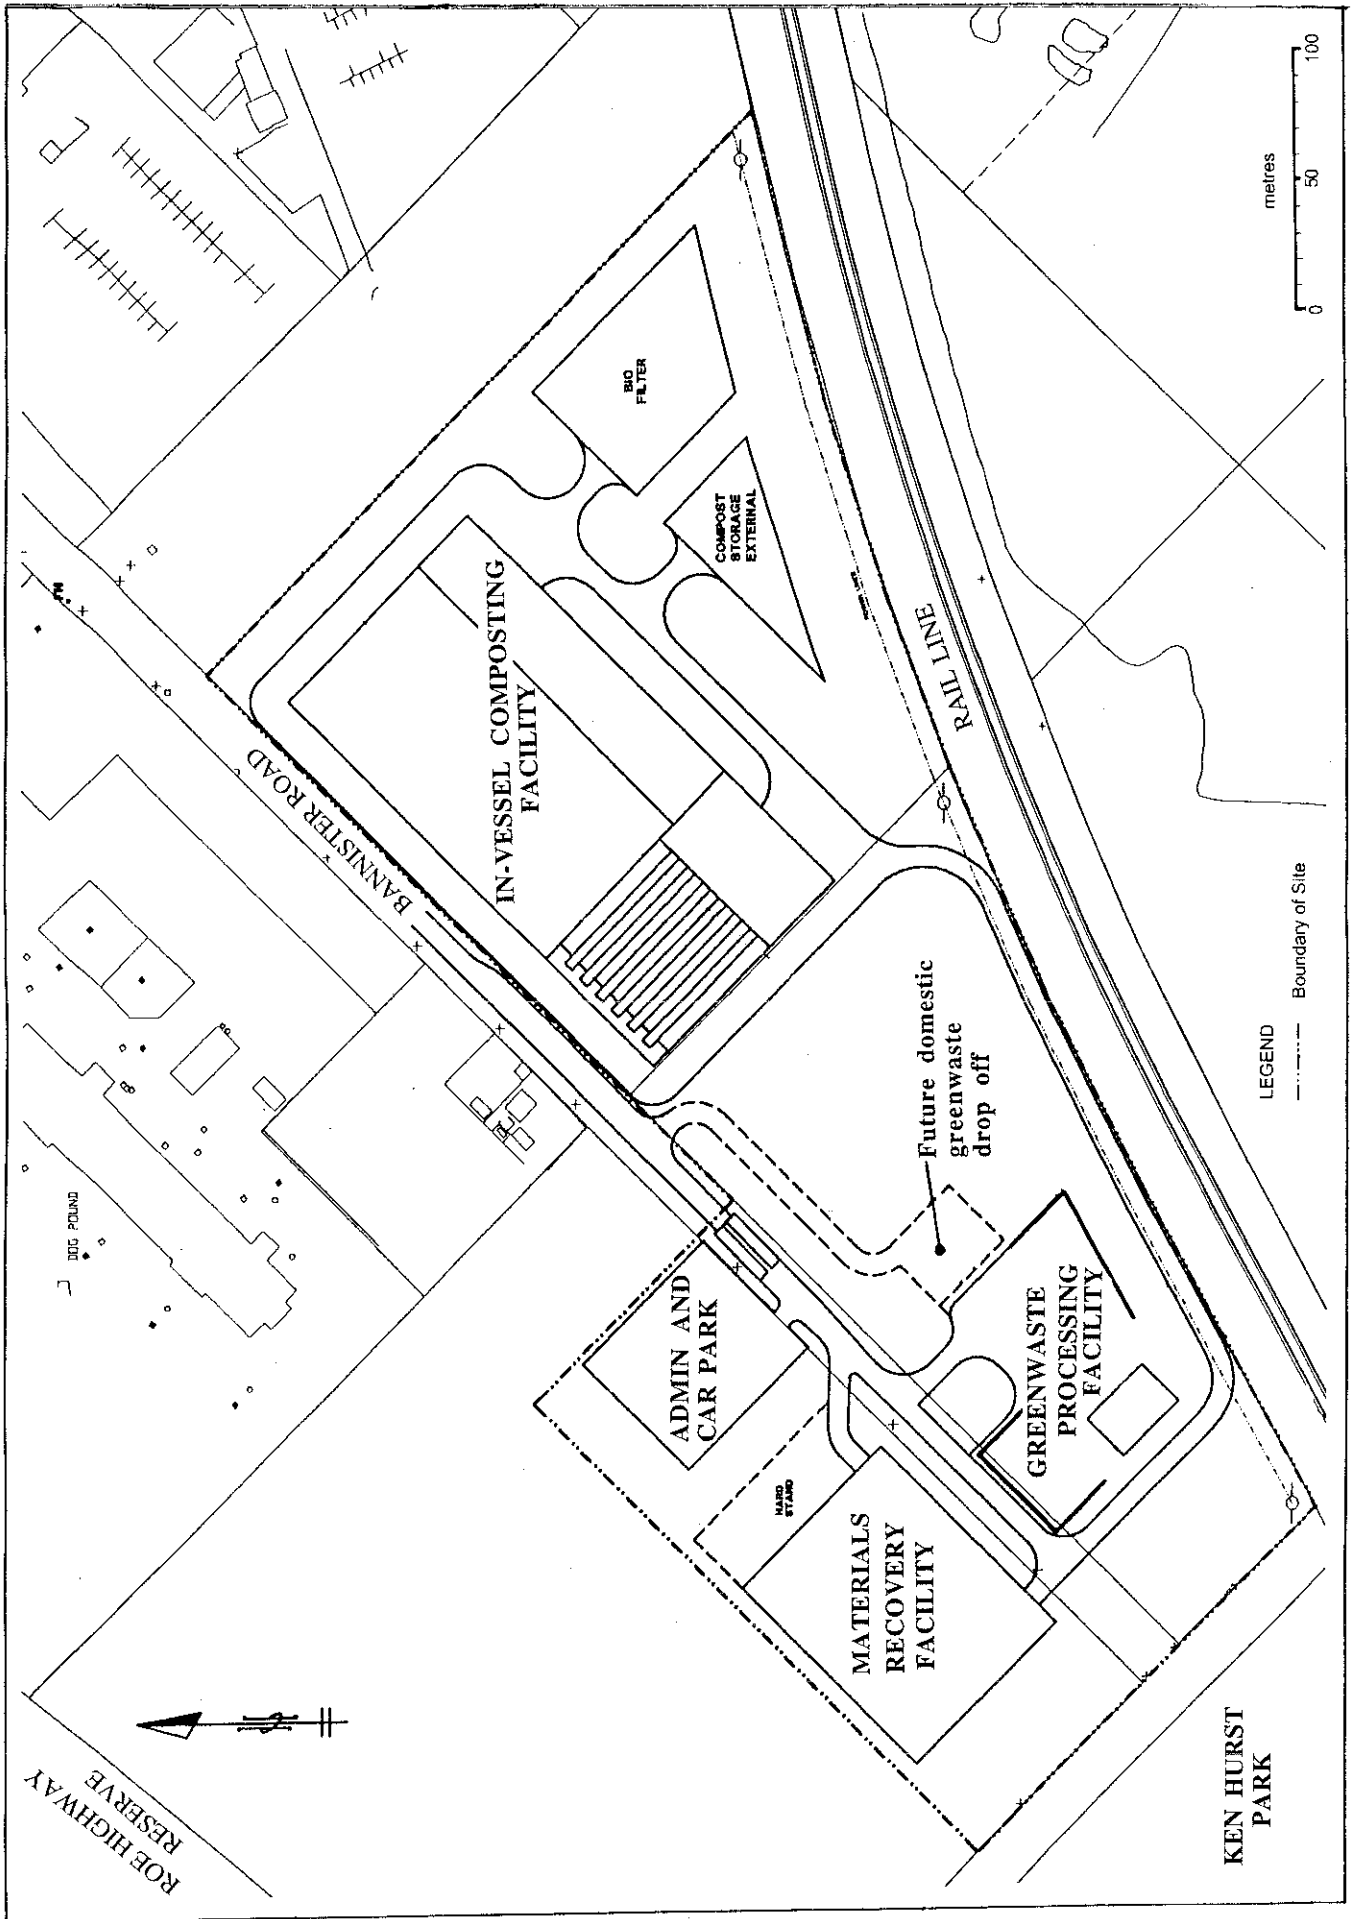 ROE HIGHWAY
RESERVE
DOG POUND
BANNISTER ROAD
IN-VESSEL COMPOSTING
FACILITY
BIO
FILTER
COMPOST
STORAGE
EXTERNAL
RAIL LINE
ADMIN AND
CAR PARK
HARD
STAND
MATERIALS
RECOVERY
FACILITY
GREENWASTE
PROCESSING
FACILITY
Future domestic
greenwaste
drop off
KEN HURST
PARK
LEGEND
Boundary of Site
metres
0 50 100